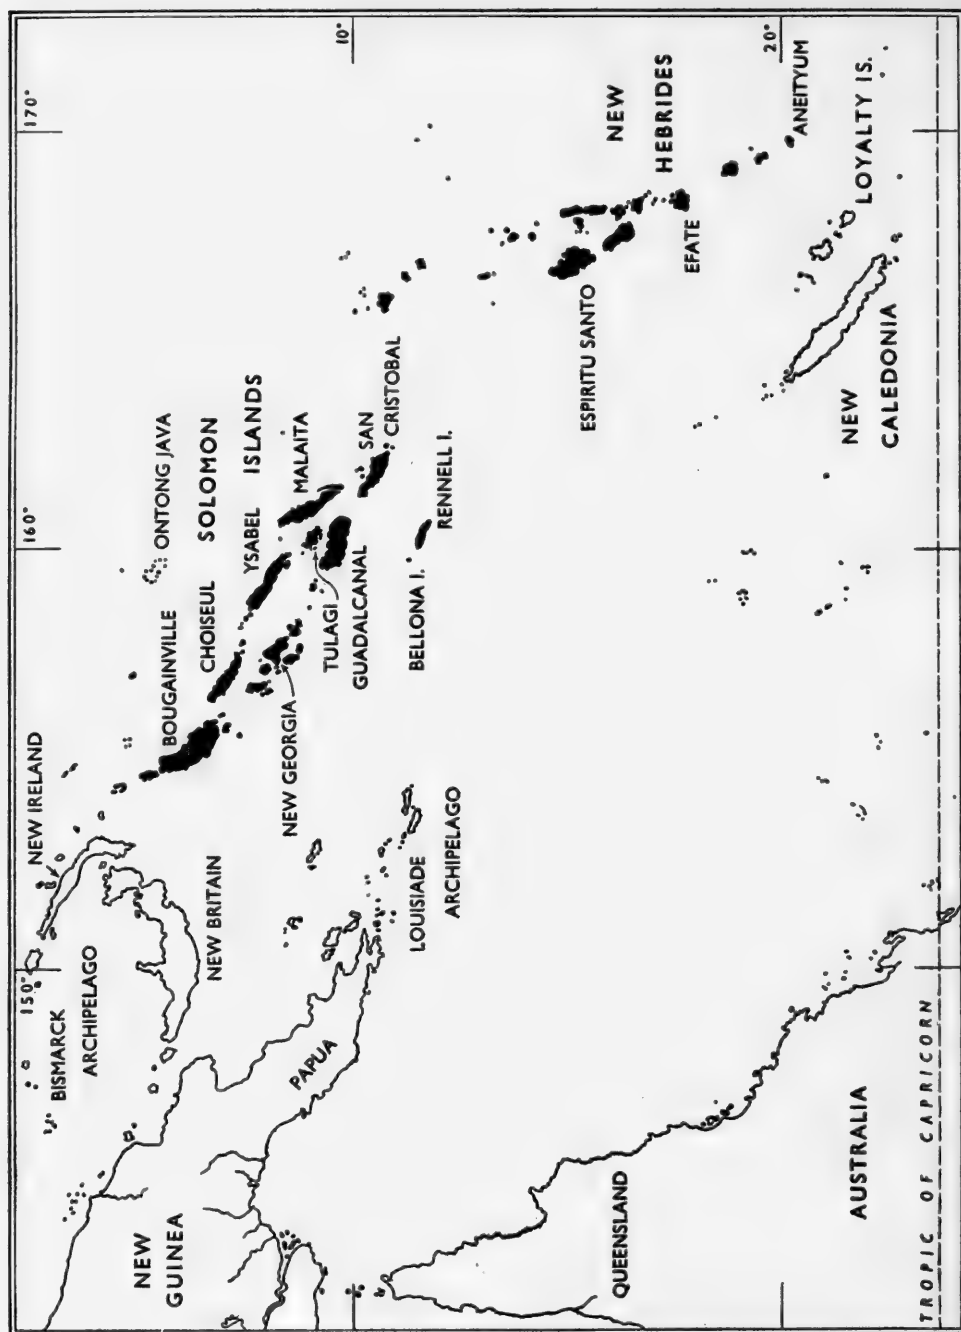 150°
160°
170°
10°
20°
BISMARCK
ARCHIPELAGO
NEW IRELAND
NEW BRITAIN
BOUGAINVILLE
ONTONG JAVA
CHOISEUL
SOLOMON
YSABEL
ISLANDS
MALAITA
SAN
CRISTOBAL
NEW GEORGIA
TULAGI
GUADALCANAL
BELLONA I.
RENNELL I.
NEW
GUINEA
PAPUA
LOUISIADE
ARCHIPELAGO
NEW
HEBRIDES
ESPIRITU SANTO
EFATE
ANEITYUM
LOYALTY IS.
NEW
CALEDONIA
QUEENSLAND
AUSTRALIA
TROPIC OF CAPRICORN